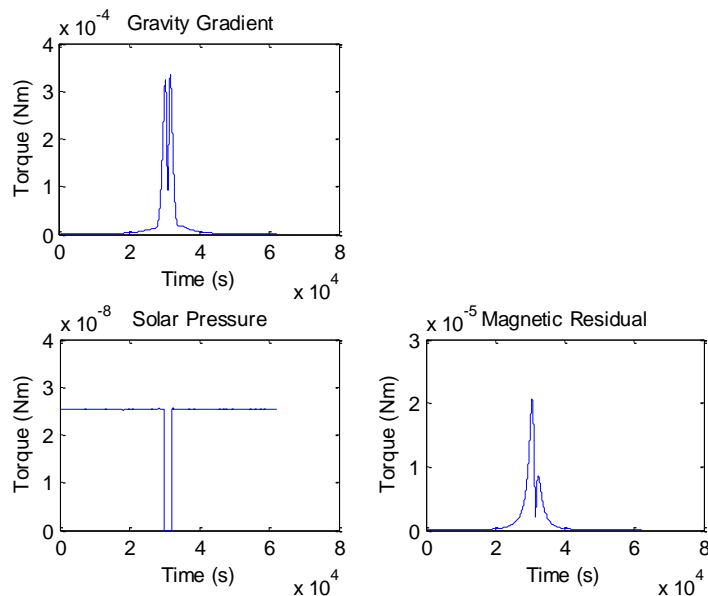 Gravity Gradient
x 10^-4
4
3
2
1
0
Torque (Nm)
0 2 4 6 8
Time (s)
x 10^4
Solar Pressure
x 10^-8
4
3
2
1
0
Torque (Nm)
0 2 4 6 8
Time (s)
x 10^4
Magnetic Residual
x 10^-5
3
2
1
0
Torque (Nm)
0 2 4 6 8
Time (s)
x 10^4